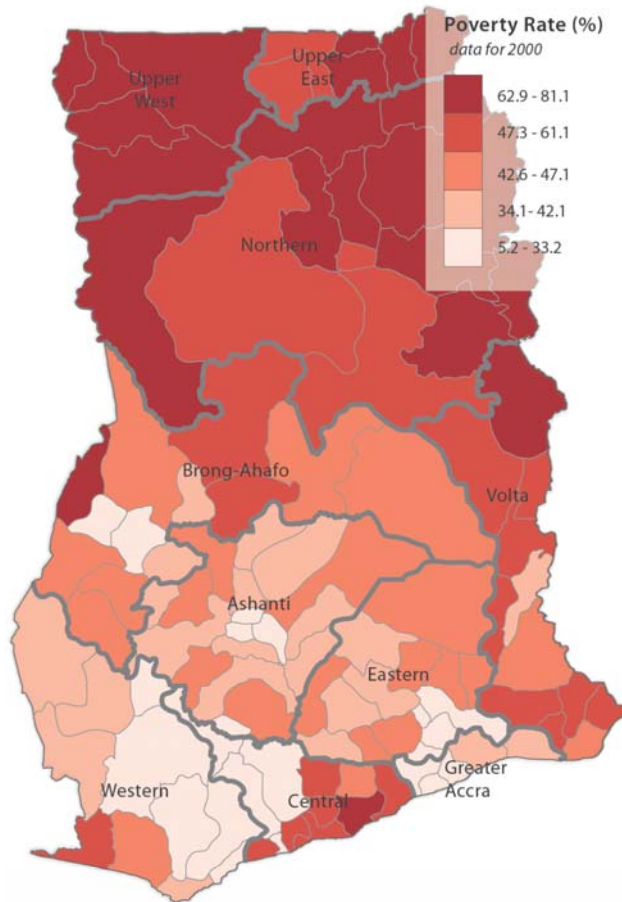 Poverty Rate (%)
data for 2000
62.9 - 81.1
47.3 - 61.1
42.6 - 47.1
34.1 - 42.1
5.2 - 33.2
Upper
West
Upper
East
Northern
Brong-Ahafo
Volta
Ashanti
Eastern
Western
Central
Greater
Accra